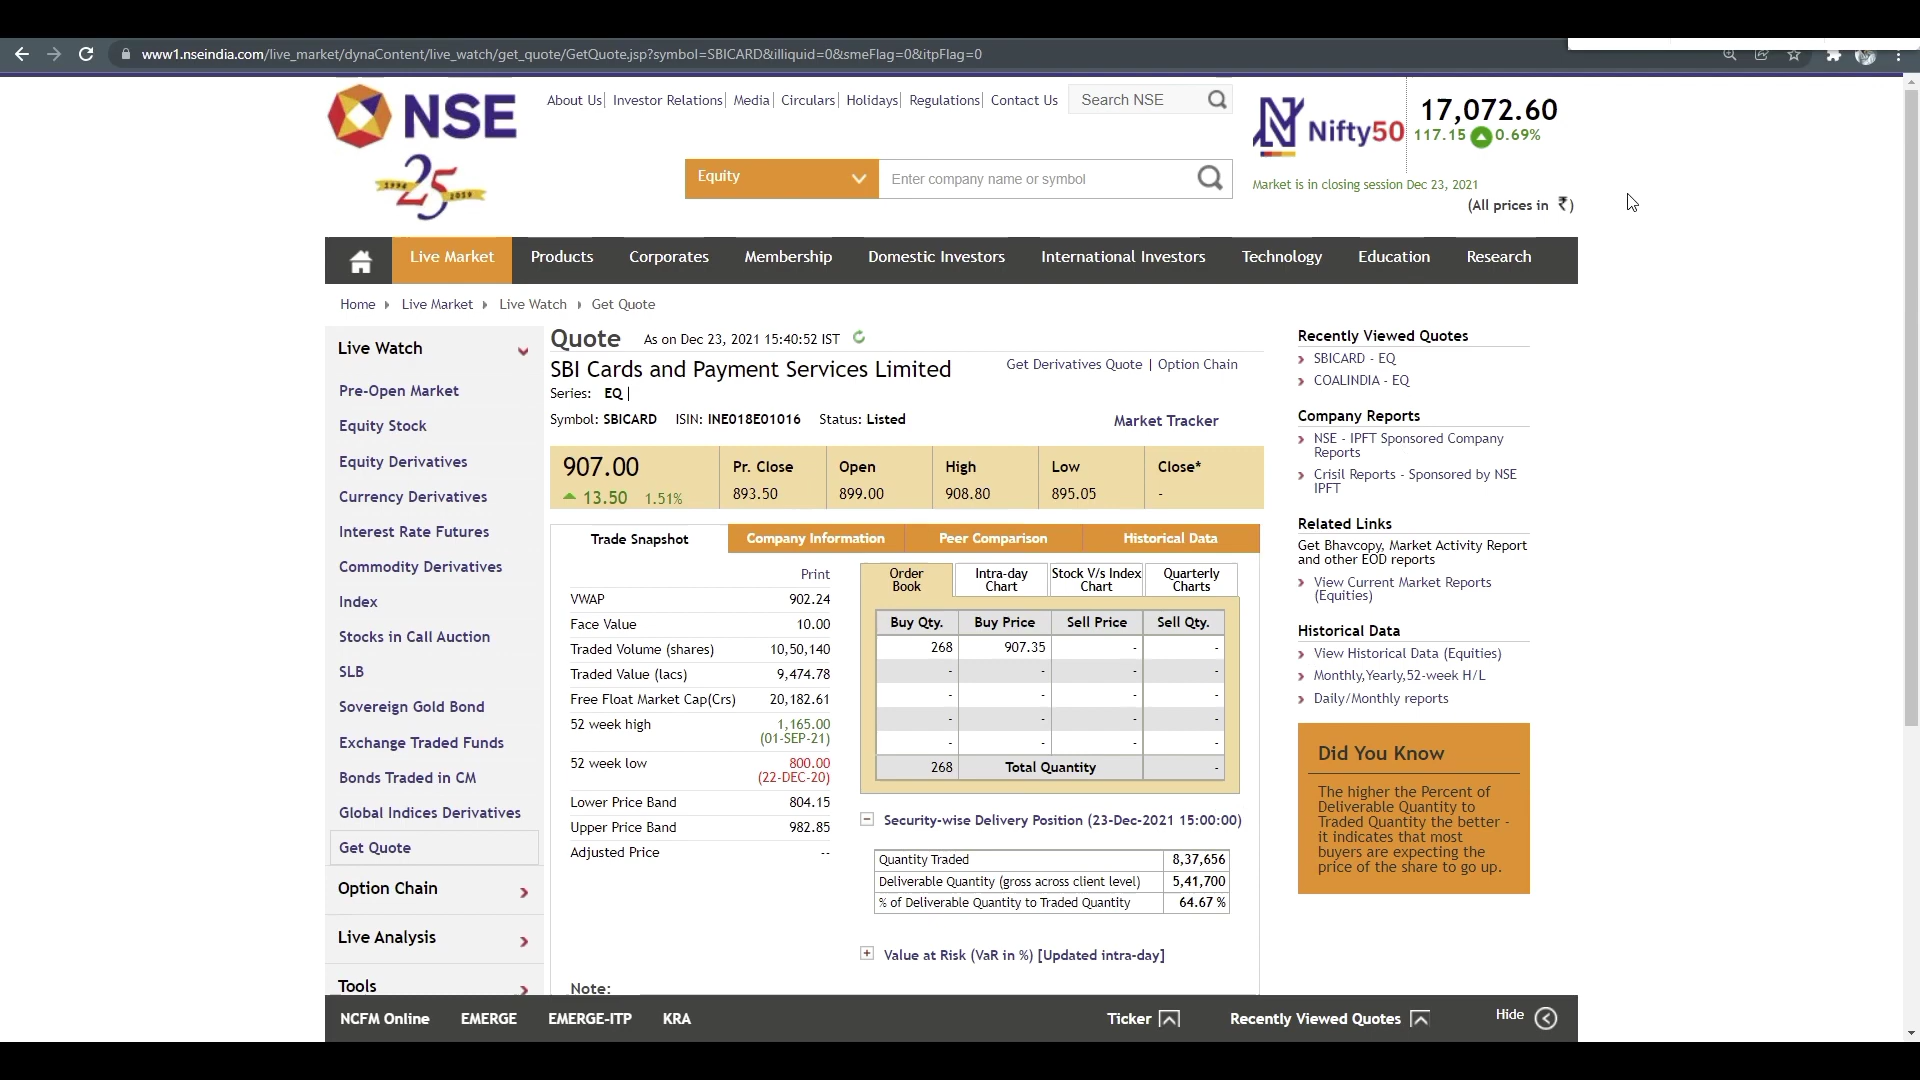 www1.nseindia.com/live_market/dynaContent/live_watch/get_quote/GetQuote.jsp?symbol=SBICARD&illiquid=0&smeFlag=0&itpFlag=0
NSE
25
About Us| Investor Relations| Media| Circulars| Holidays| Regulations| Contact Us
Search NSE
Nifty50
17,072.60
117.15 0.69%
Equity
Enter company name or symbol
Market is in closing session Dec 23, 2021
(All prices in ₹)
Live Market Products Corporates Membership Domestic Investors International Investors Technology Education Research
Home Live Market Live Watch Get Quote
Live Watch
Pre-Open Market
Equity Stock
Equity Derivatives
Currency Derivatives
Interest Rate Futures
Commodity Derivatives
Index
Stocks in Call Auction
SLB
Sovereign Gold Bond
Exchange Traded Funds
Bonds Traded in CM
Global Indices Derivatives
Get Quote
Option Chain
Live Analysis
Tools
Quote As on Dec 23, 2021 15:40:52 IST
SBI Cards and Payment Services Limited
Get Derivatives Quote | Option Chain
Series: EQ |
Symbol: SBICARD ISIN: INE018E01016 Status: Listed
Market Tracker
907.00 Pr. Close Open High Low Close*
13.50 1.51% 893.50 899.00 908.80 895.05 -
Trade Snapshot Company Information Peer Comparison Historical Data
Print
VWAP 902.24
Face Value 10.00
Traded Volume (shares) 10,50,140
Traded Value (lacs) 9,474.78
Free Float Market Cap(Crs) 20,182.61
52 week high 1,165.00
(01-SEP-21)
52 week low 800.00
(22-DEC-20)
Lower Price Band 804.15
Upper Price Band 982.85
Adjusted Price --
Note:
Order Book
Intra-day Chart
Stock V/s Index Chart
Quarterly Charts
Buy Qty. Buy Price Sell Price Sell Qty.
268 907.35 - -
- - - -
- - - -
- - - -
- - - -
268 Total Quantity -
Security-wise Delivery Position (23-Dec-2021 15:00:00)
Quantity Traded 8,37,656
Deliverable Quantity (gross across client level) 5,41,700
% of Deliverable Quantity to Traded Quantity 64.67 %
Value at Risk (VaR in %) [Updated intra-day]
Recently Viewed Quotes
SBICARD - EQ
COALINDIA - EQ
Company Reports
NSE - IPFT Sponsored Company
Reports
Crisil Reports - Sponsored by NSE
IPFT
Related Links
Get Bhavcopy, Market Activity Report
and other EOD reports
View Current Market Reports
(Equities)
Historical Data
View Historical Data (Equities)
Monthly,Yearly,52-week H/L
Daily/Monthly reports
Did You Know
The higher the Percent of
Deliverable Quantity to
Traded Quantity the better -
it indicates that most
buyers are expecting the
price of the share to go up.
NCFM Online EMERGE EMERGE-ITP KRA Ticker Recently Viewed Quotes Hide